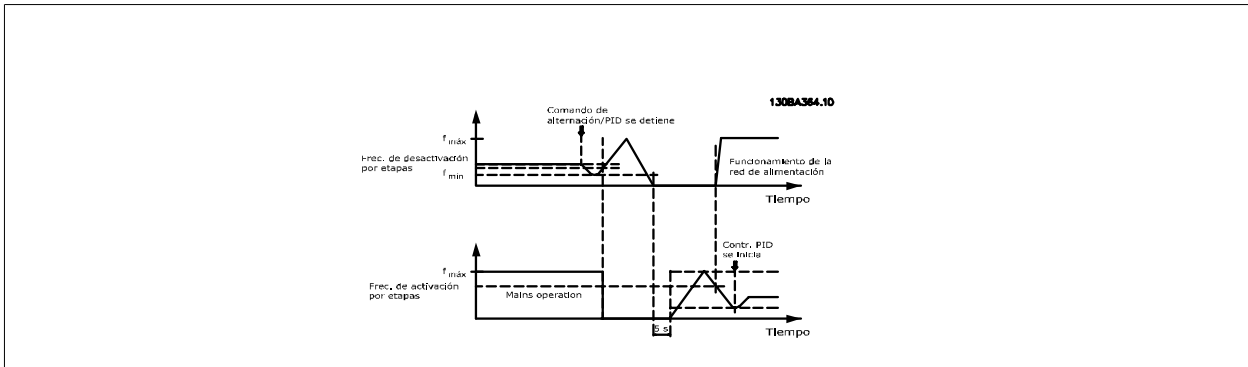 130BA364.10
Comando de
alternación/PID se detiene
f máx
Frec. de desactivación
por etapas
f min
Funcionamiento de la
red de alimentación
Tiempo
Contr. PID
se inicia
f máx
Frec. de activación
por etapas
Mains operation
5 s
Tiempo